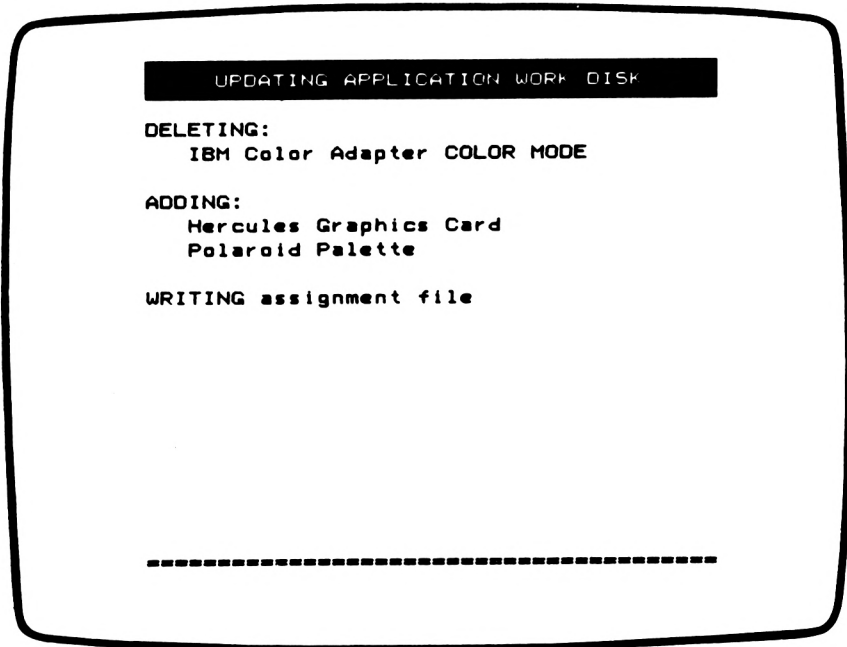 UPDATING APPLICATION WORK DISK
DELETING:
IBM Color Adapter COLOR MODE
ADDING:
Hercules Graphics Card
Polaroid Palette
WRITING assignment file